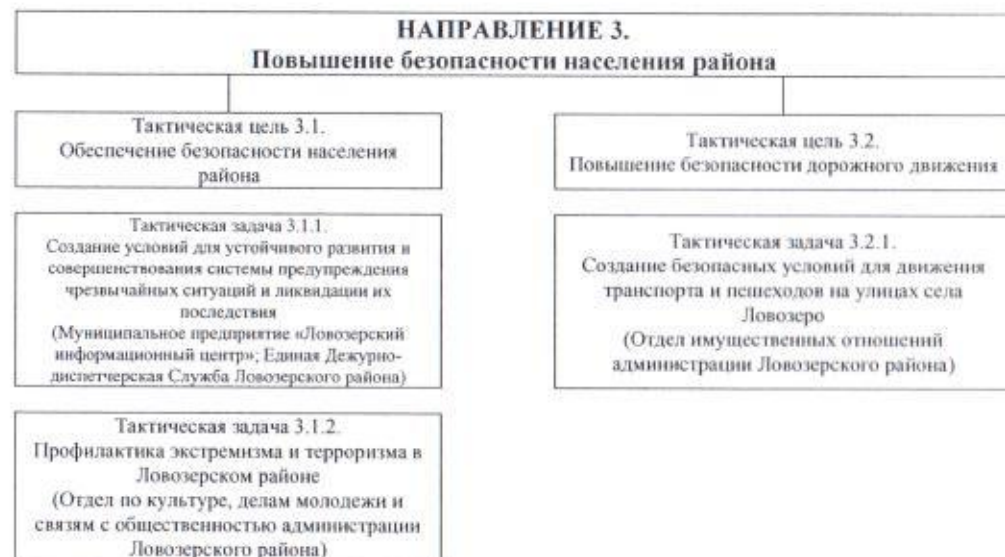 НАПРАВЛЕНИЕ 3.
Повышение безопасности населения района
Тактическая цель 3.1.
Обеспечение безопасности населения
района
Тактическая задача 3.1.1.
Создание условий для устойчивого развития и
совершенствования системы предупреждения
чрезвычайных ситуаций и ликвидации их
последствия
(Муниципальное предприятие «Ловозерский
информационный центр»; Единая Дежурно-
диспетчерская Служба Ловозерского района)
Тактическая задача 3.1.2.
Профилактика экстремизма и терроризма в
Ловозерском районе
(Отдел по культуре, делам молодежи и
связям с общественностью администрации
Ловозерского района)
Тактическая цель 3.2.
Повышение безопасности дорожного движения
Тактическая задача 3.2.1.
Создание безопасных условий для движения
транспорта и пешеходов на улицах села
Ловозеро
(Отдел имущественных отношений
администрации Ловозерского района)